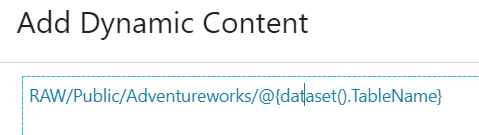 Add Dynamic Content
RAW/Public/Adventureworks/@{dataset().TableName}